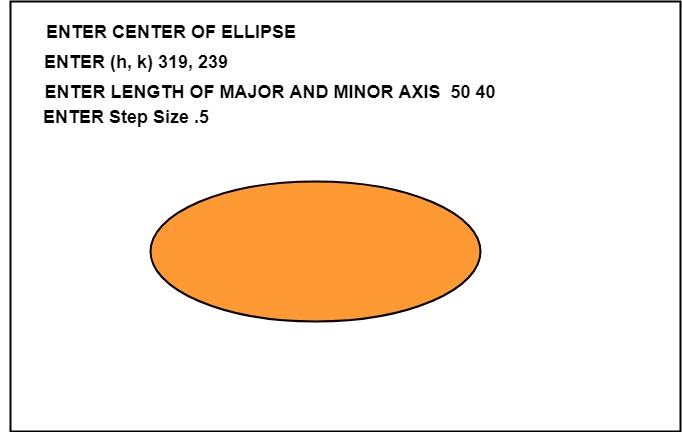 ENTER CENTER OF ELLIPSE
ENTER (h, k) 319, 239
ENTER LENGTH OF MAJOR AND MINOR AXIS 50 40
ENTER Step Size .5